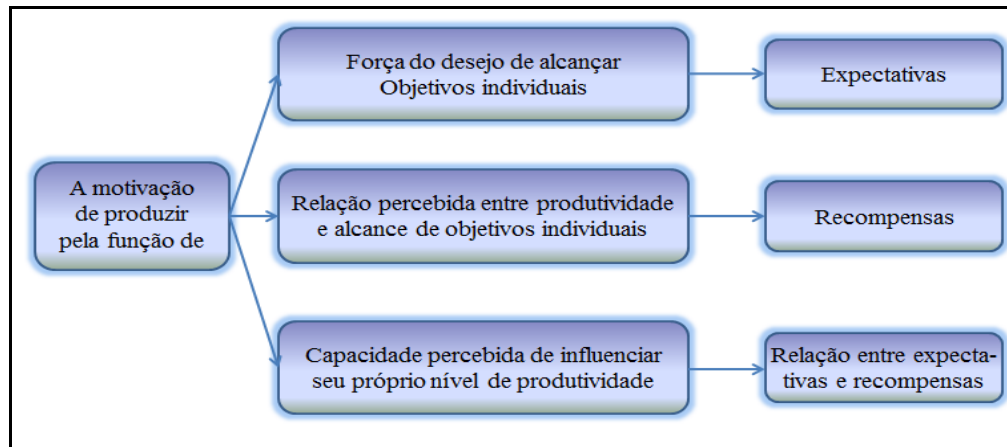 Força do desejo de alcançar
Objetivos individuais
Expectativas
A motivação
de produzir
pela função de
Relação percebida entre produtividade
e alcance de objetivos individuais
Recompensas
Capacidade percebida de influenciar
seu próprio nível de produtividade
Relação entre expecta-
tativas e recompensas